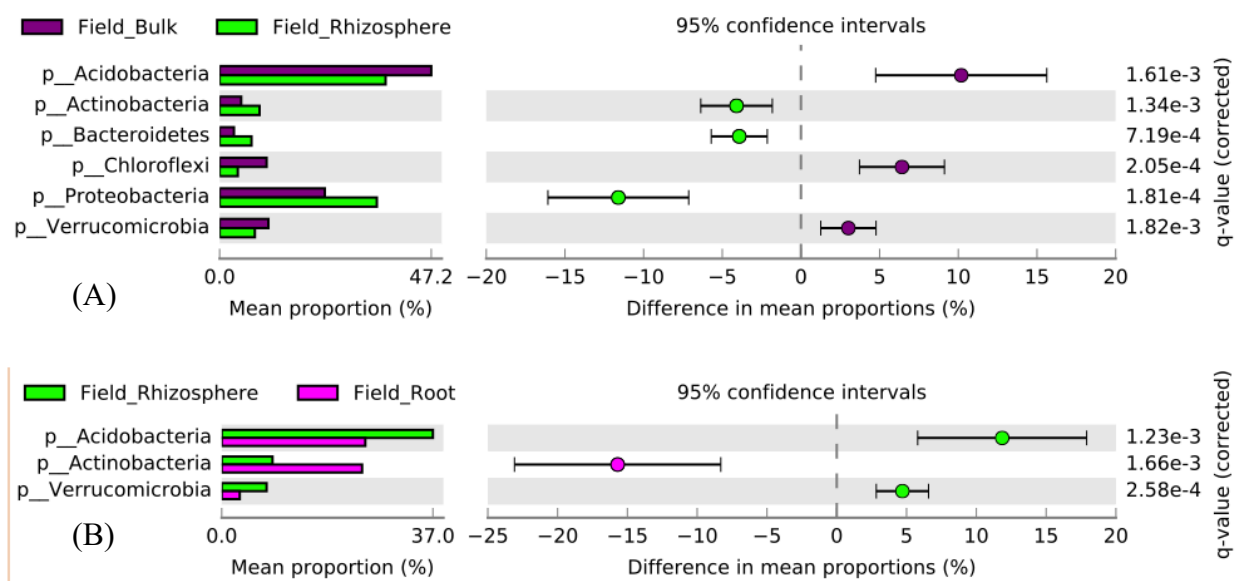 Field_Bulk Field_Rhizosphere 95% confidence intervals
p__Acidobacteria 1.61e-3
p__Actinobacteria 1.34e-3
p__Bacteroidetes 7.19e-4
p__Chloroflexi 2.05e-4
p__Proteobacteria 1.81e-4
p__Verrucomicrobia 1.82e-3
q-value (corrected)
0.0 47.2 −20 −15 −10 −5 0 5 10 15 20
(A) Mean proportion (%) Difference in mean proportions (%)
Field_Rhizosphere Field_Root 95% confidence intervals
p__Acidobacteria 1.23e-3
p__Actinobacteria 1.66e-3
p__Verrucomicrobia 2.58e-4
q-value (corrected)
0.0 37.0 −25 −20 −15 −10 −5 0 5 10 15 20
(B) Mean proportion (%) Difference in mean proportions (%)